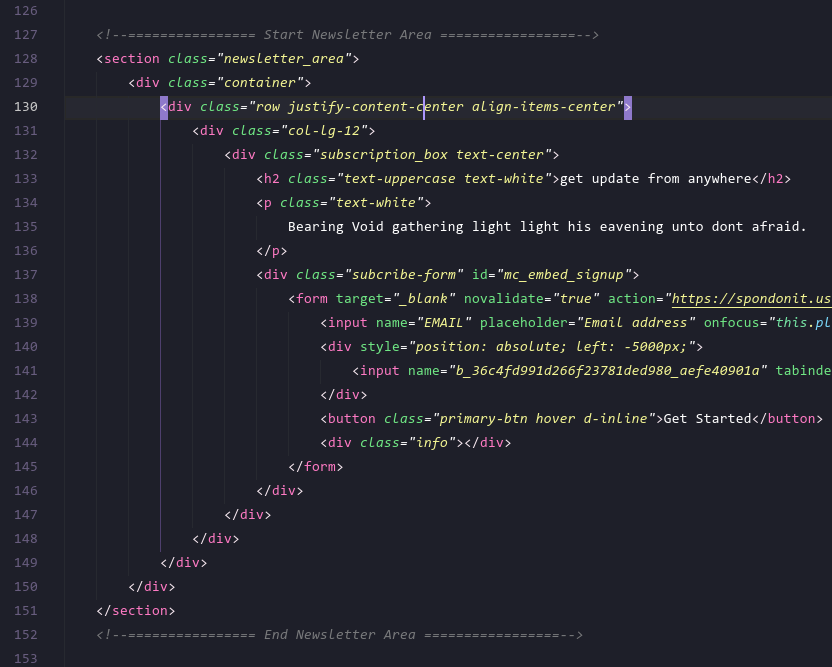 126
127 <!--================ Start Newsletter Area =================-->
128 <section class="newsletter_area">
129 <div class="container">
130 <div class="row justify-content-center align-items-center">
131 <div class="col-lg-12">
132 <div class="subscription_box text-center">
133 <h2 class="text-uppercase text-white">get update from anywhere</h2>
134 <p class="text-white">
135 Bearing Void gathering light light his eavening unto dont afraid.
136 </p>
137 <div class="subcribe-form" id="mc_embed_signup">
138 <form target="_blank" novalidate="true" action="https://spondonit.us
139 <input name="EMAIL" placeholder="Email address" onfocus="this.pl
140 <div style="position: absolute; left: -5000px;">
141 <input name="b_36c4fd991d266f23781ded980_aefe40901a" tabinde
142 </div>
143 <button class="primary-btn hover d-inline">Get Started</button>
144 <div class="info"></div>
145 </form>
146 </div>
147 </div>
148 </div>
149 </div>
150 </div>
151 </section>
152 <!--================ End Newsletter Area =================-->
153